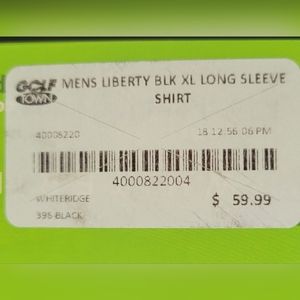 GOLF TOWN
MENS LIBERTY BLK XL LONG SLEEVE
SHIRT
40008220
18 12:56:06 PM
4000822004
WHITERIDGE
$ 59.99
396 BLACK